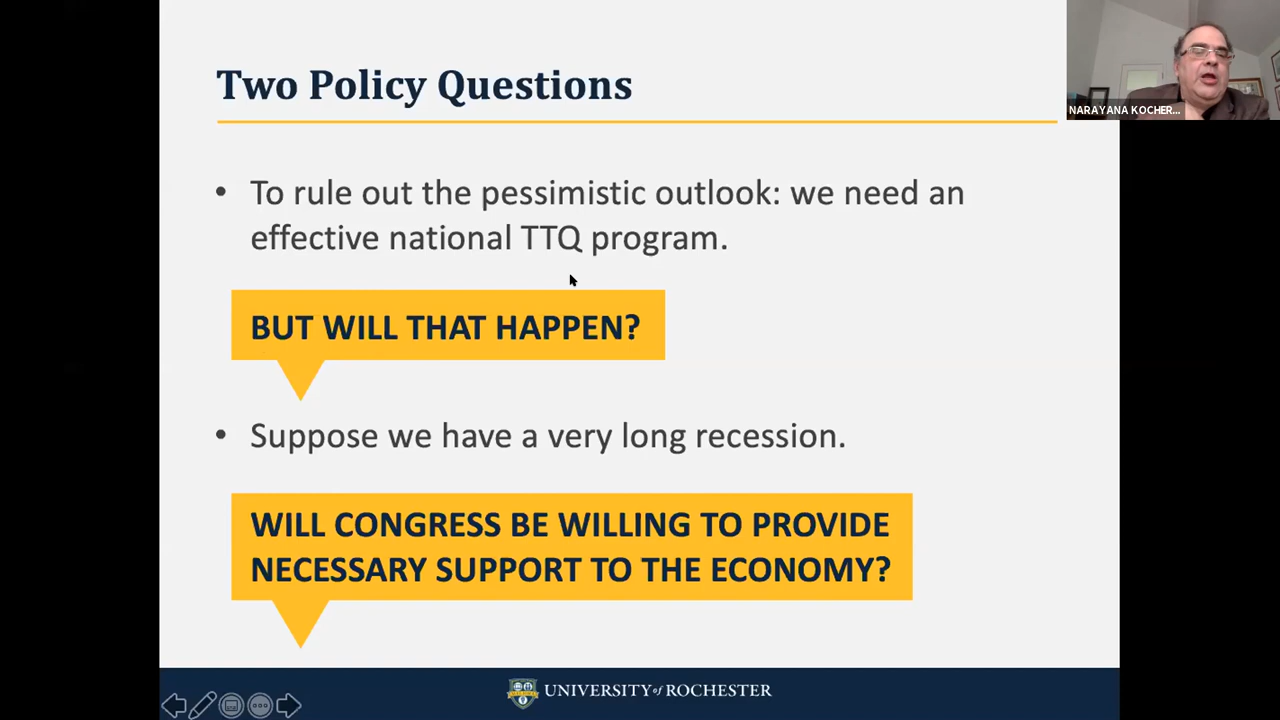 Two Policy Questions
NARAYANA KOCHER...
• To rule out the pessimistic outlook: we need an
effective national TTQ program.
BUT WILL THAT HAPPEN?
• Suppose we have a very long recession.
WILL CONGRESS BE WILLING TO PROVIDE
NECESSARY SUPPORT TO THE ECONOMY?
UNIVERSITY of ROCHESTER